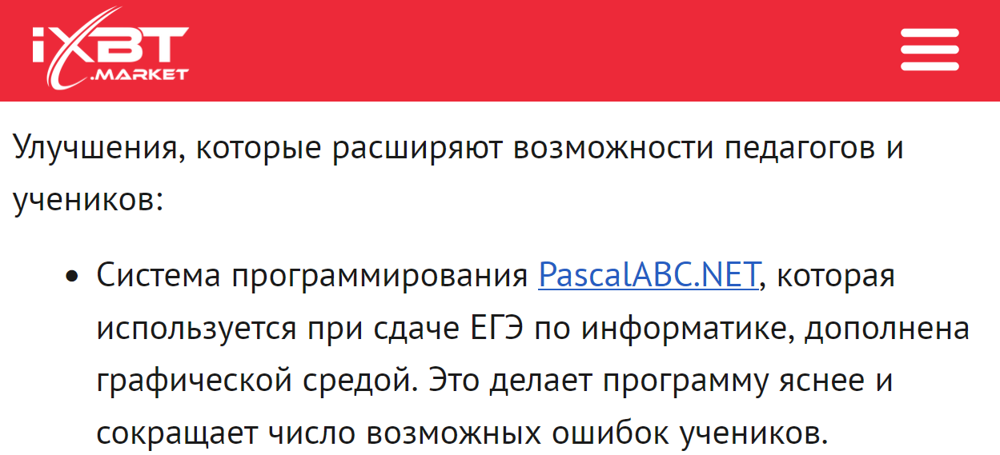 iXBT
.MARKET
Улучшения, которые расширяют возможности педагогов и
учеников:
• Система программирования PascalABC.NET, которая
используется при сдаче ЕГЭ по информатике, дополнена
графической средой. Это делает программу яснее и
сокращает число возможных ошибок учеников.